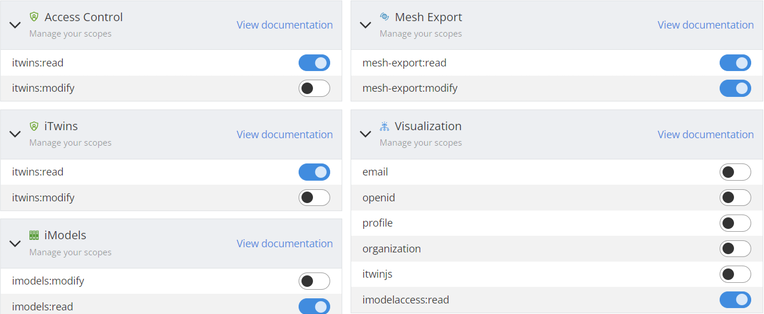 Access Control
Manage your scopes
View documentation
itwins:read
itwins:modify
iTwins
Manage your scopes
View documentation
itwins:read
itwins:modify
iModels
Manage your scopes
View documentation
imodels:modify
imodels:read
Mesh Export
Manage your scopes
View documentation
mesh-export:read
mesh-export:modify
Visualization
Manage your scopes
View documentation
email
openid
profile
organization
itwinjs
imodelaccess:read